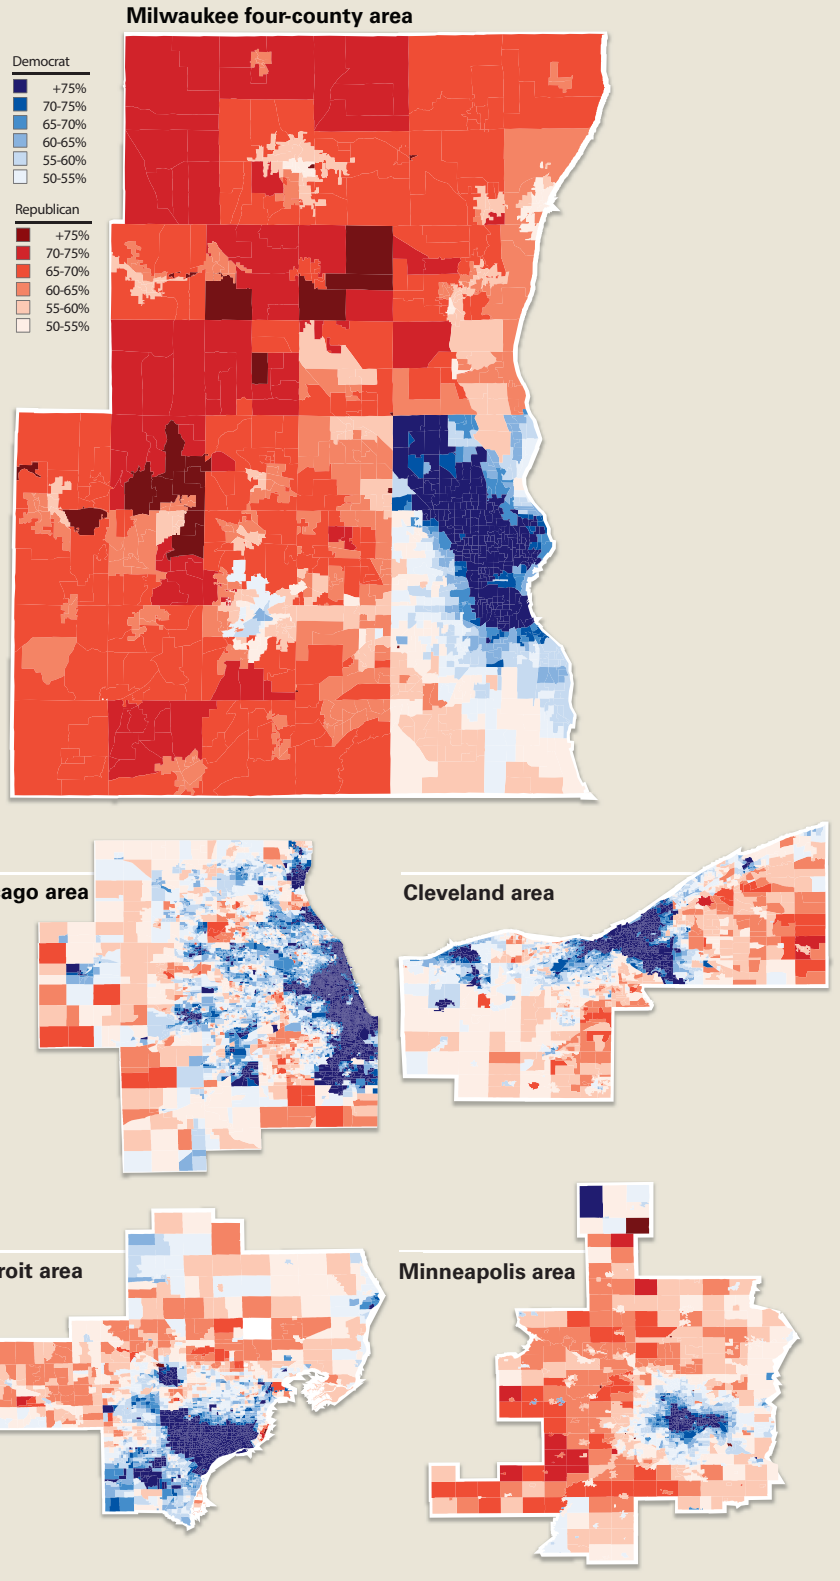 Milwaukee four-county area
Democrat
+75%
70-75%
65-70%
60-65%
55-60%
50-55%
Republican
+75%
70-75%
65-70%
60-65%
55-60%
50-55%
ago area
Cleveland area
roit area
Minneapolis area